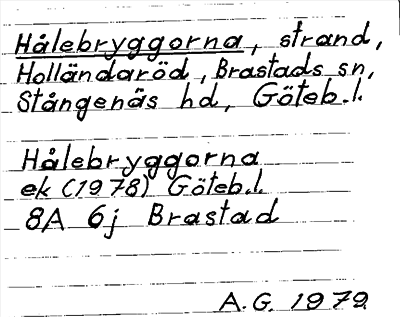 Hålebryggorna, strand,
Holländaröd, Brastads sn,
Stångenäs hd, Göteb.l.
Hålebryggorna
ek (1978) Göteb.l.
8A 6j Brastad
A.G. 1979.